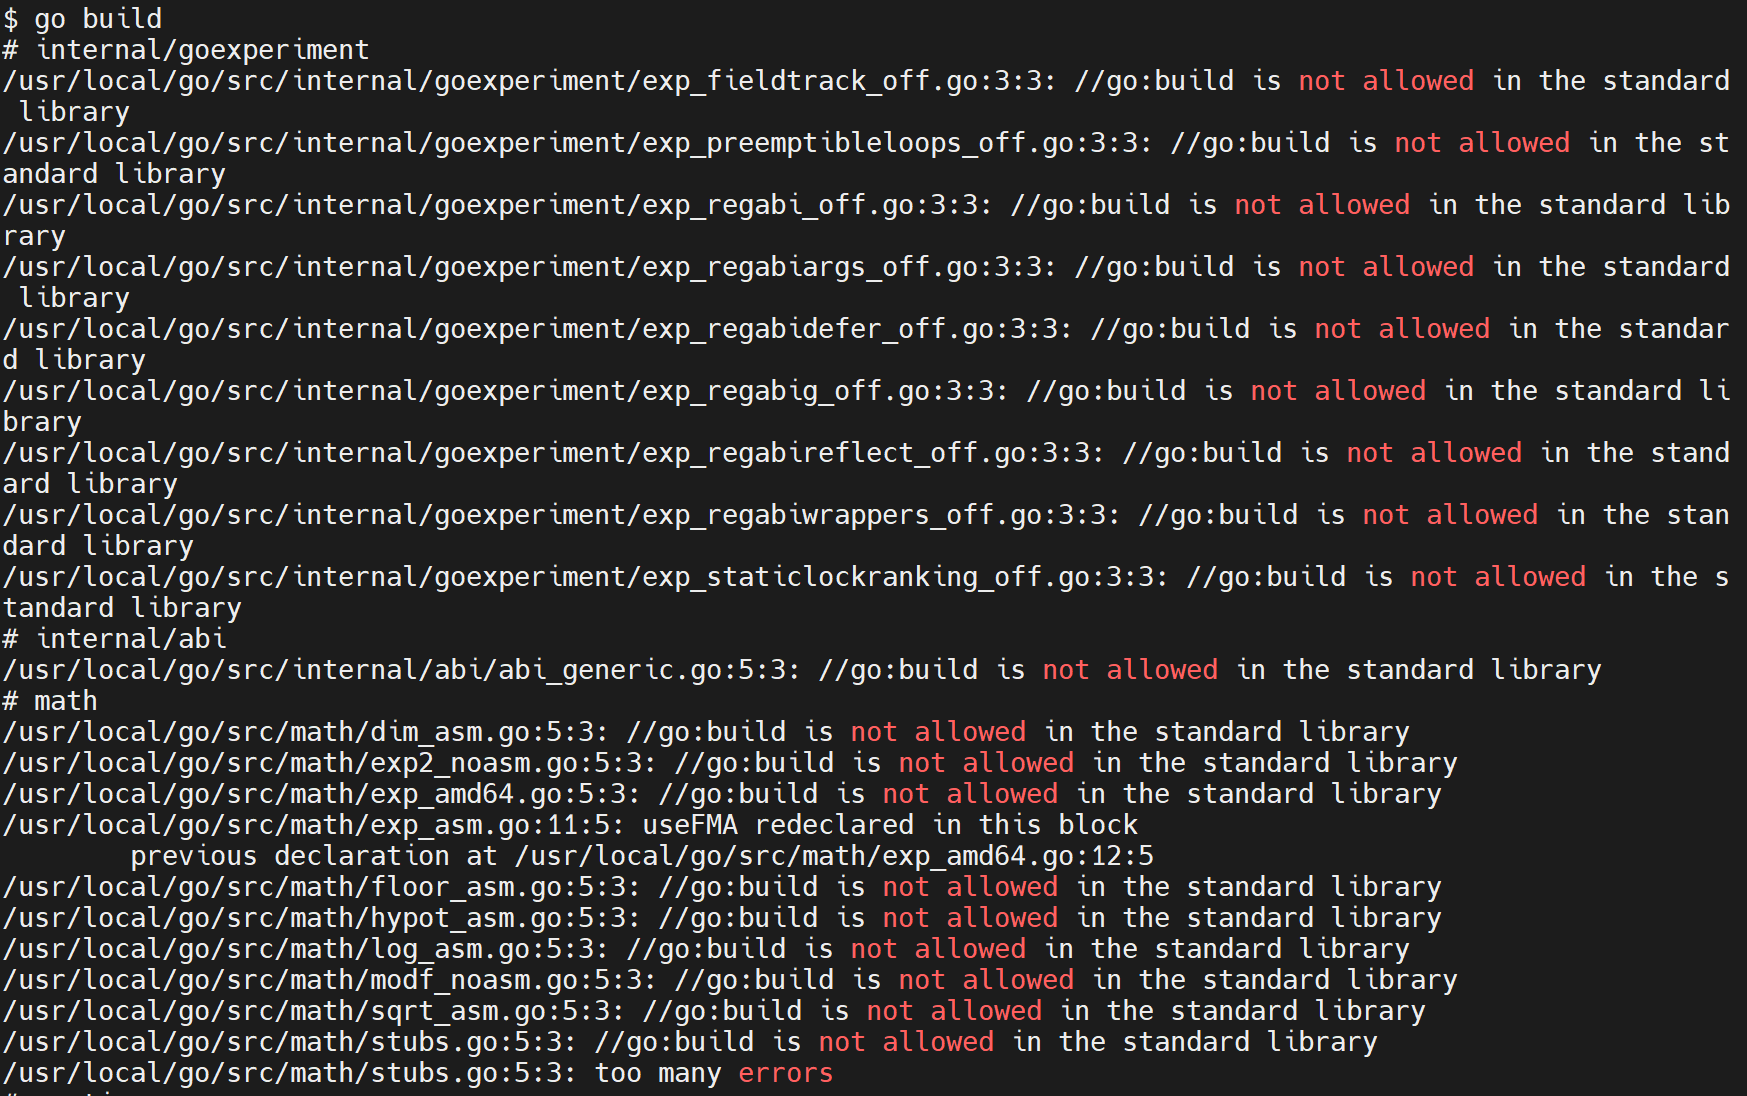 $ go build
# internal/goexperiment
/usr/local/go/src/internal/goexperiment/exp_fieldtrack_off.go:3:3: //go:build is not allowed in the standard
 library
/usr/local/go/src/internal/goexperiment/exp_preemptibleloops_off.go:3:3: //go:build is not allowed in the st
andard library
/usr/local/go/src/internal/goexperiment/exp_regabi_off.go:3:3: //go:build is not allowed in the standard lib
rary
/usr/local/go/src/internal/goexperiment/exp_regabiargs_off.go:3:3: //go:build is not allowed in the standard
 library
/usr/local/go/src/internal/goexperiment/exp_regabidefer_off.go:3:3: //go:build is not allowed in the standar
d library
/usr/local/go/src/internal/goexperiment/exp_regabig_off.go:3:3: //go:build is not allowed in the standard li
brary
/usr/local/go/src/internal/goexperiment/exp_regabireflect_off.go:3:3: //go:build is not allowed in the stand
ard library
/usr/local/go/src/internal/goexperiment/exp_regabiwrappers_off.go:3:3: //go:build is not allowed in the stan
dard library
/usr/local/go/src/internal/goexperiment/exp_staticlockranking_off.go:3:3: //go:build is not allowed in the s
tandard library
# internal/abi
/usr/local/go/src/internal/abi/abi_generic.go:5:3: //go:build is not allowed in the standard library
# math
/usr/local/go/src/math/dim_asm.go:5:3: //go:build is not allowed in the standard library
/usr/local/go/src/math/exp2_noasm.go:5:3: //go:build is not allowed in the standard library
/usr/local/go/src/math/exp_amd64.go:5:3: //go:build is not allowed in the standard library
/usr/local/go/src/math/exp_asm.go:11:5: useFMA redeclared in this block
        previous declaration at /usr/local/go/src/math/exp_amd64.go:12:5
/usr/local/go/src/math/floor_asm.go:5:3: //go:build is not allowed in the standard library
/usr/local/go/src/math/hypot_asm.go:5:3: //go:build is not allowed in the standard library
/usr/local/go/src/math/log_asm.go:5:3: //go:build is not allowed in the standard library
/usr/local/go/src/math/modf_noasm.go:5:3: //go:build is not allowed in the standard library
/usr/local/go/src/math/sqrt_asm.go:5:3: //go:build is not allowed in the standard library
/usr/local/go/src/math/stubs.go:5:3: //go:build is not allowed in the standard library
/usr/local/go/src/math/stubs.go:5:3: too many errors